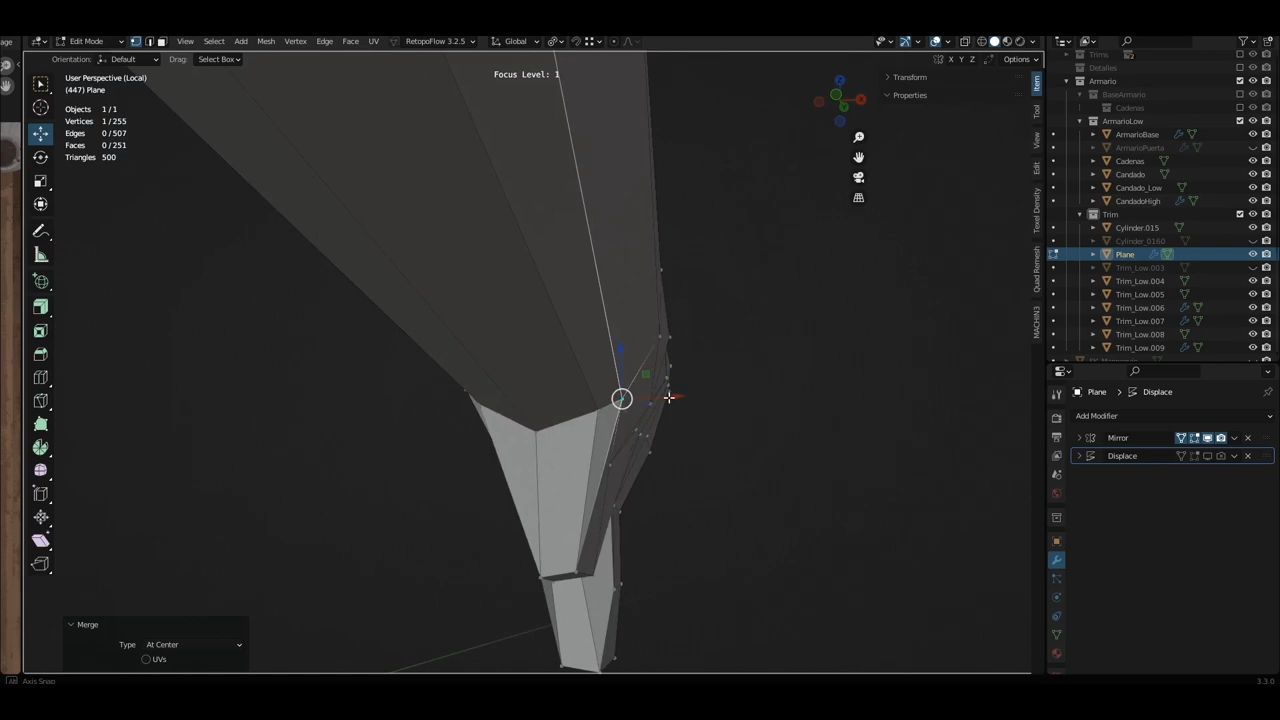 age
Edit Mode
View
Select
Add
Mesh
Vertex
Edge
Face
UV
RetopoFlow 3.2.5
Global
Orientation:
Default
Drag:
Select Box
X
Y
Z
Options
User Perspective (Local)
(447) Plane
Focus Level: 1
Objects 1/1
Vertices 1/255
Edges 0/507
Faces 0/251
Triangles 500
Transform
Properties
Item
Tool
View
Edit
Texel Density
Quad Remesh
MACHIN3
Trims
2
Detalles
Armario
BaseArmario
Cadenas
ArmarioLow
ArmarioBase
ArmarioPuerta
Cadenas
Candado
Candado_Low
CandadoHigh
Trim
Cylinder.015
Cylinder_0160
Plane
Trim_Low.003
Trim_Low.004
Trim_Low.005
Trim_Low.006
Trim_Low.007
Trim_Low.008
Trim_Low.009
Plane
Displace
Add Modifier
Mirror
Displace
Merge
Type
At Center
UVs
Axis Snap
3.3.0